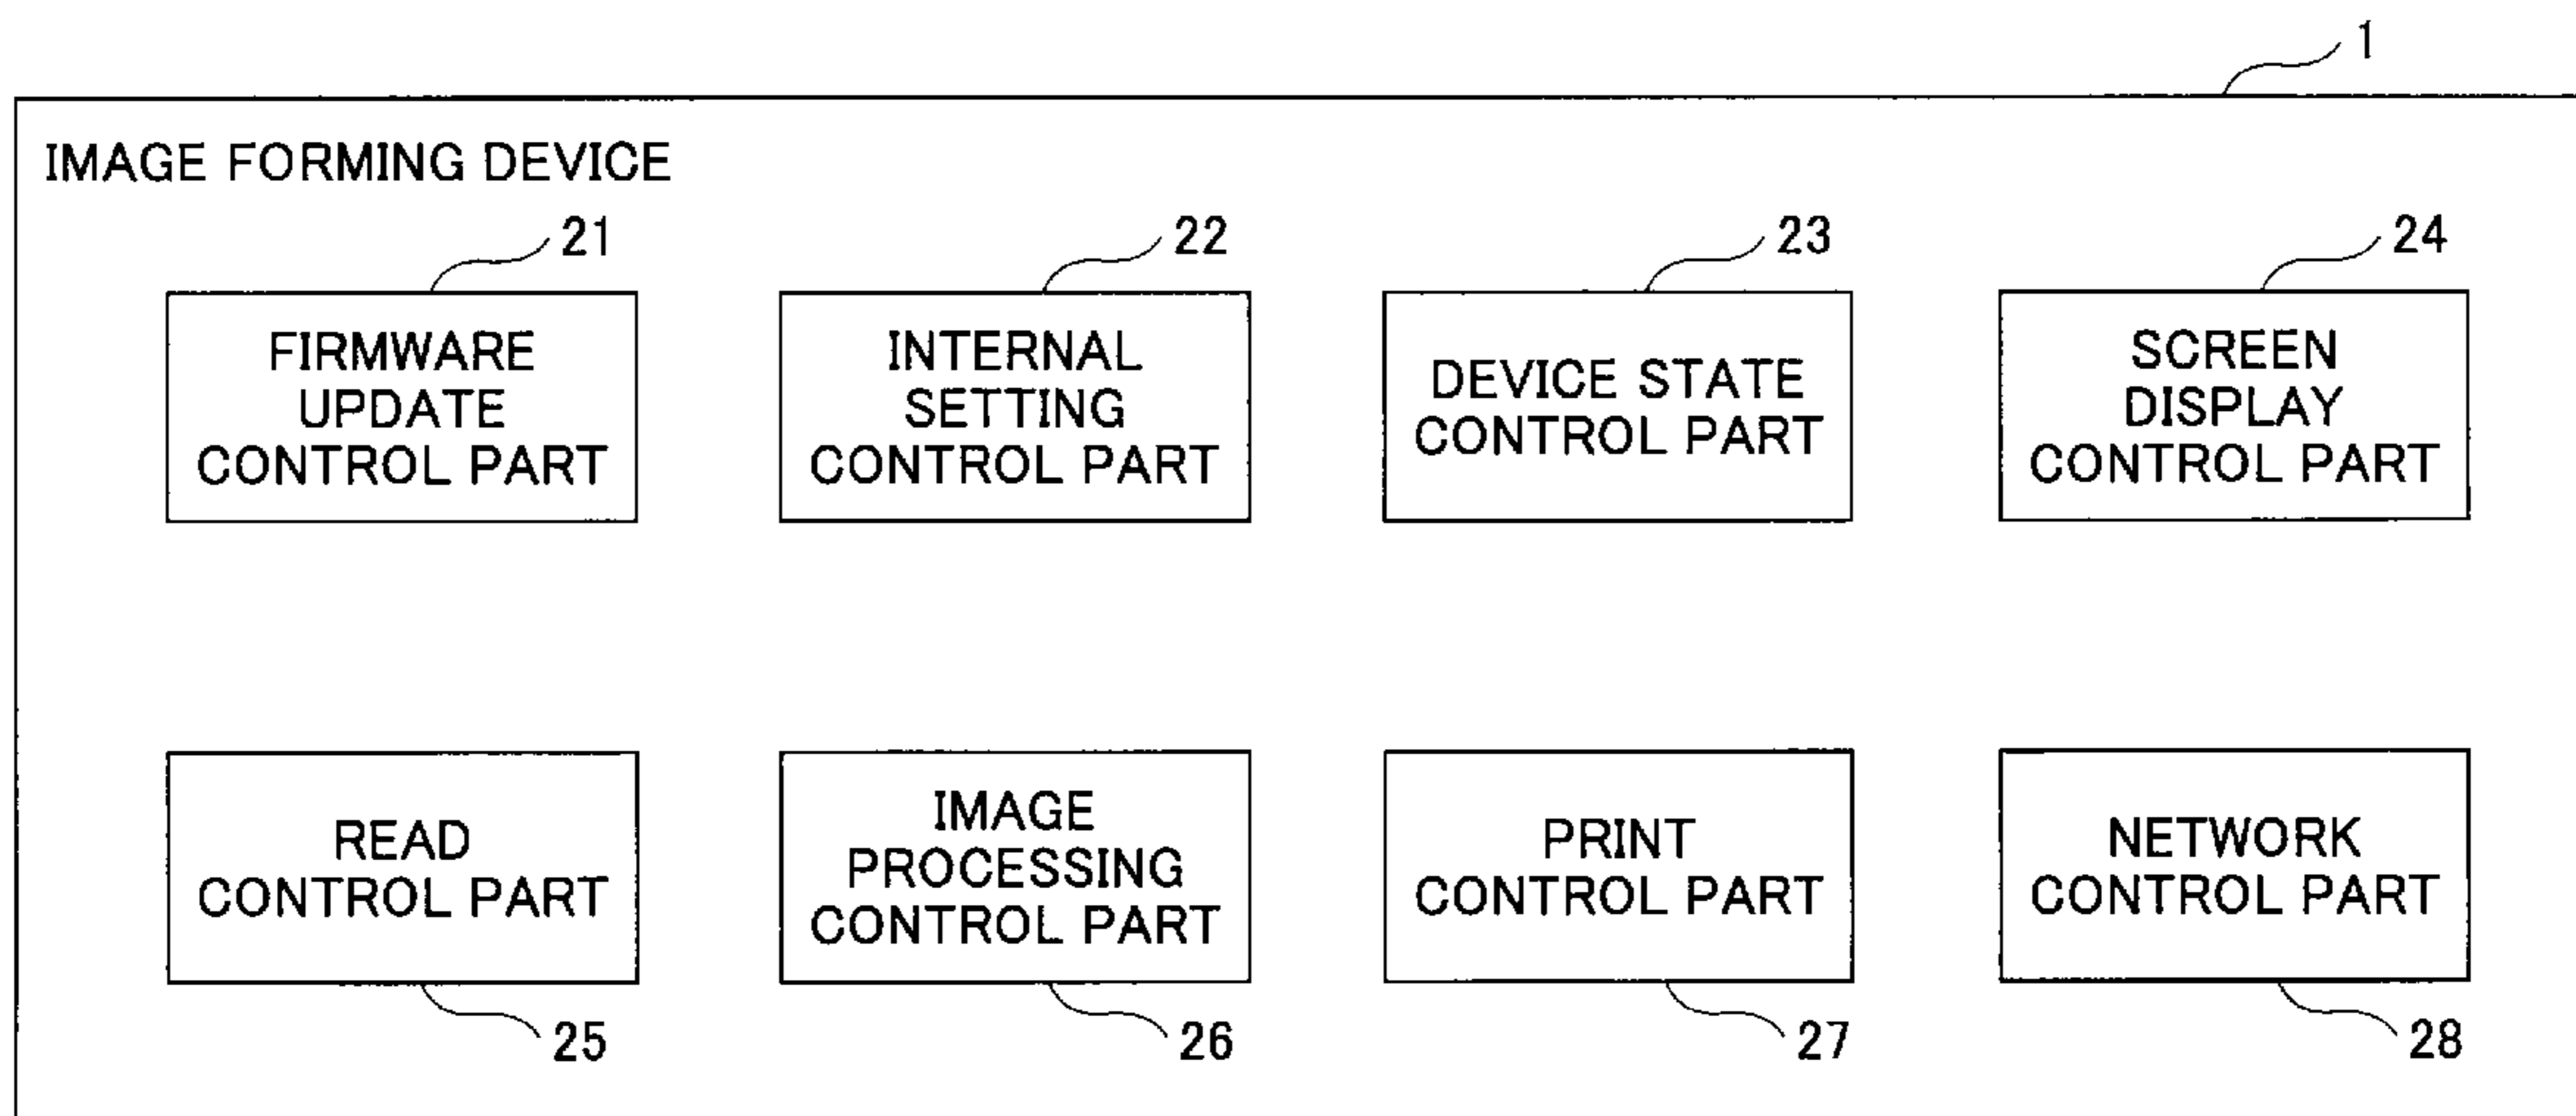 1
IMAGE FORMING DEVICE
21
22
23
24
FIRMWARE
UPDATE
CONTROL PART
INTERNAL
SETTING
CONTROL PART
DEVICE STATE
CONTROL PART
SCREEN
DISPLAY
CONTROL PART
READ
CONTROL PART
IMAGE
PROCESSING
CONTROL PART
PRINT
CONTROL PART
NETWORK
CONTROL PART
25
26
27
28